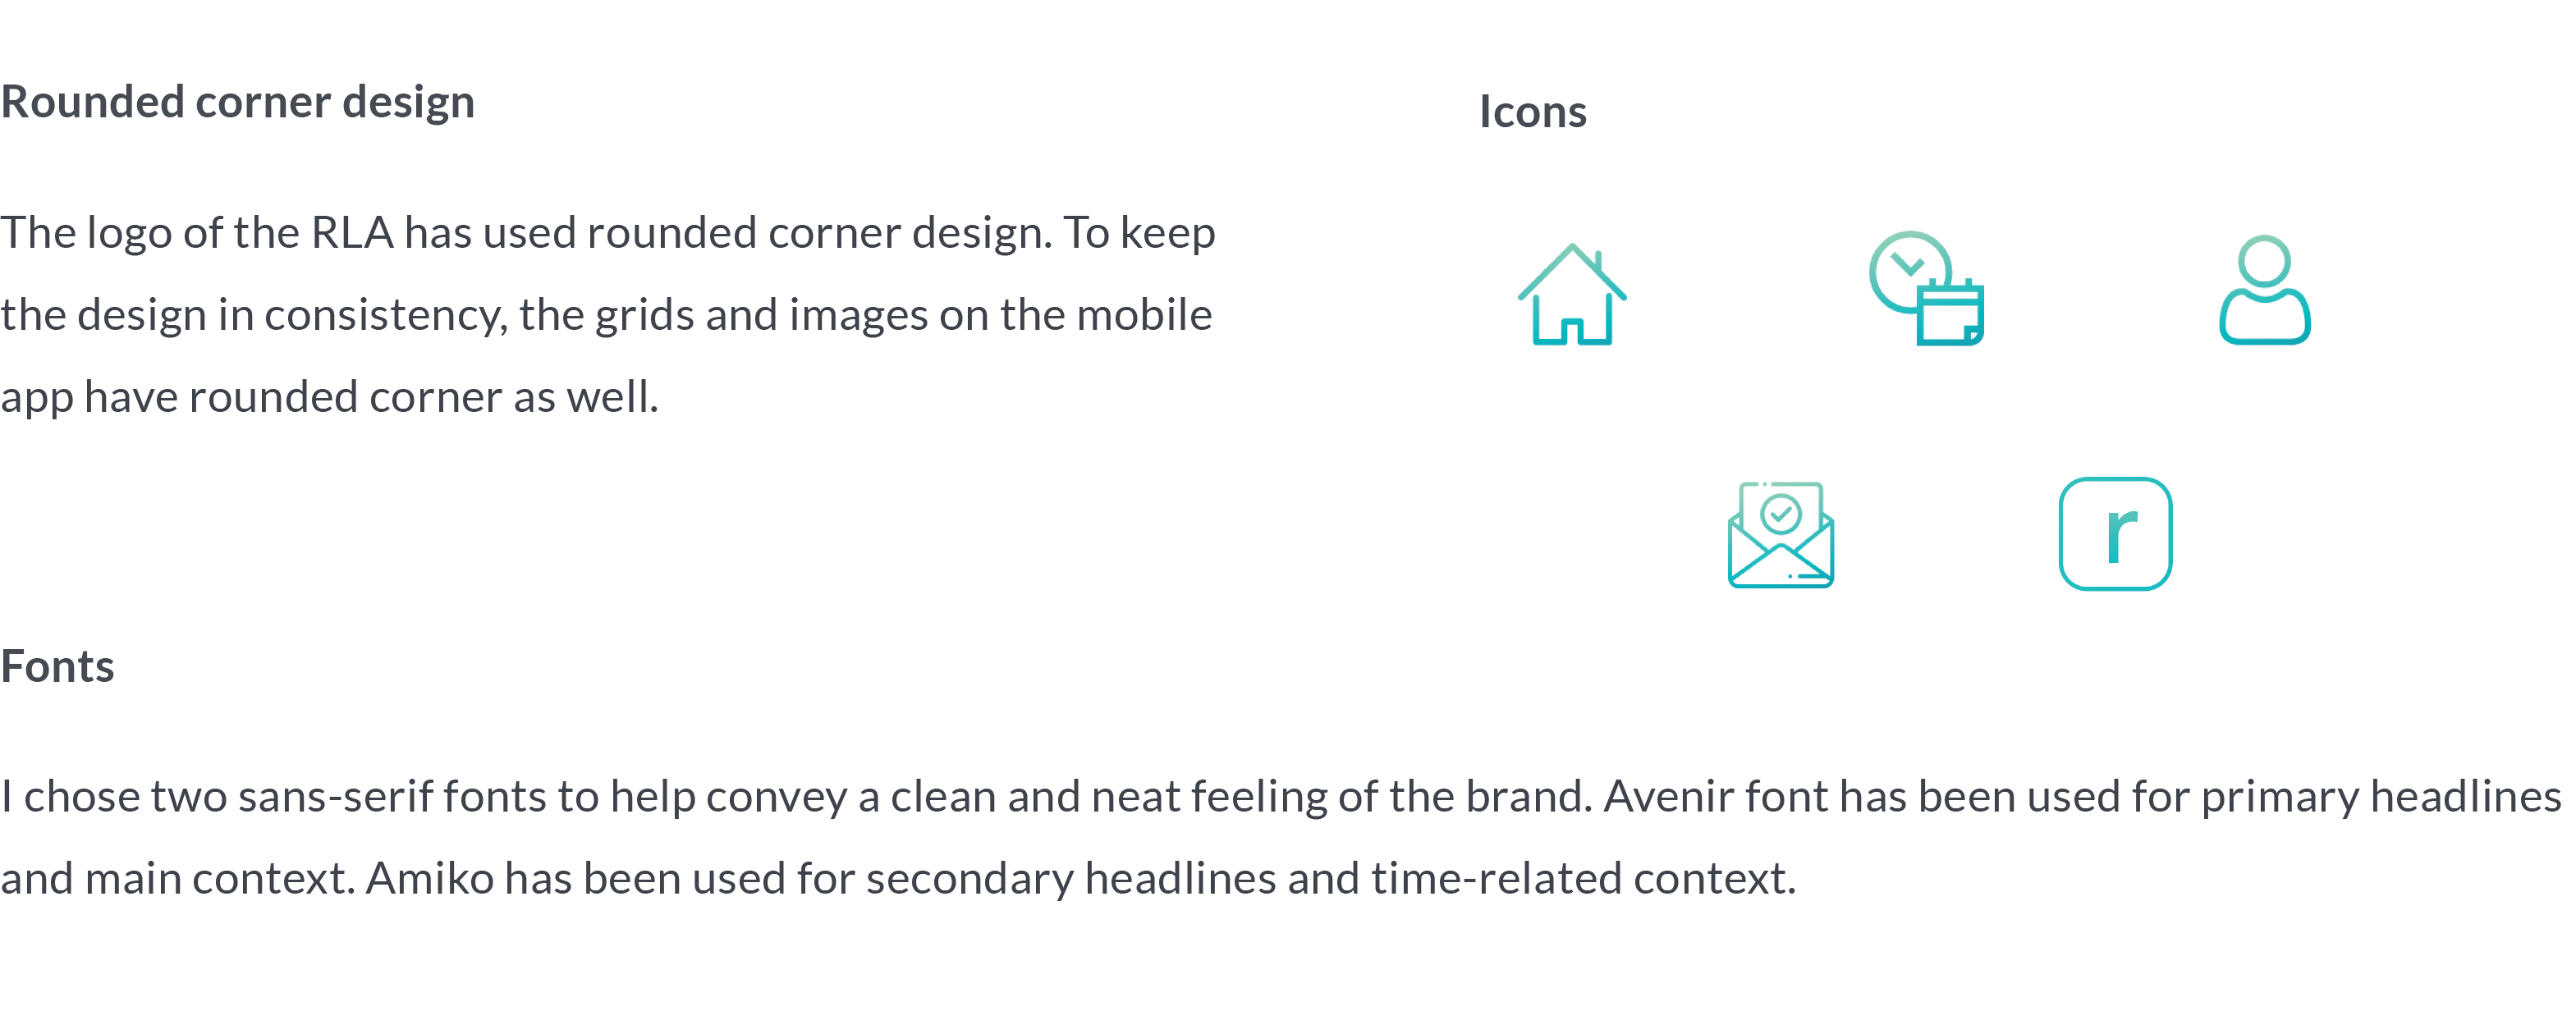 Rounded corner design
The logo of the RLA has used rounded corner design. To keep
the design in consistency, the grids and images on the mobile
app have rounded corner as well.
Icons
r
Fonts
I chose two sans-serif fonts to help convey a clean and neat feeling of the brand. Avenir font has been used for primary headlines
and main context. Amiko has been used for secondary headlines and time-related context.